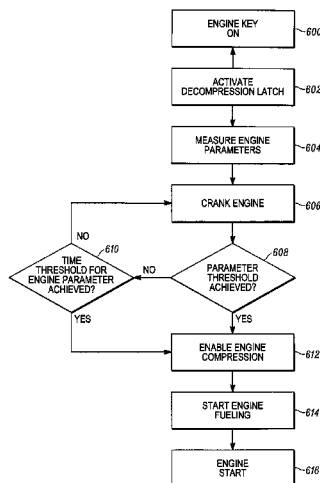 ENGINE KEY
ON
600
ACTIVATE
DECOMPRESSION LATCH
602
MEASURE ENGINE
PARAMETERS
604
CRANK ENGINE
606
610
NO
TIME
THRESHOLD FOR
ENGINE PARAMETER
ACHIEVED?
YES
608
NO
PARAMETER
THRESHOLD
ACHIEVED?
YES
ENABLE ENGINE
COMPRESSION
612
START ENGINE
FUELING
614
ENGINE
START
616